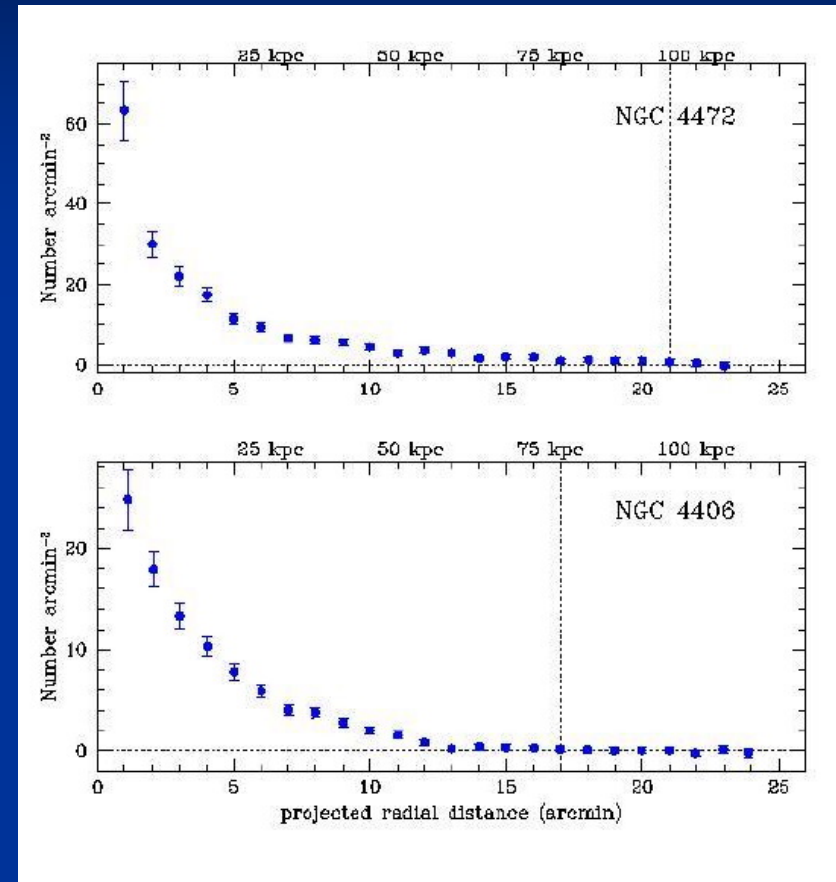 25 kpc 50 kpc 75 kpc 100 kpc
NGC 4472
Number arcmin⁻²
60
40
20
0
0 5 10 15 20 25
25 kpc 50 kpc 75 kpc 100 kpc
NGC 4406
Number arcmin⁻²
20
10
0
0 5 10 15 20 25
projected radial distance (arcmin)